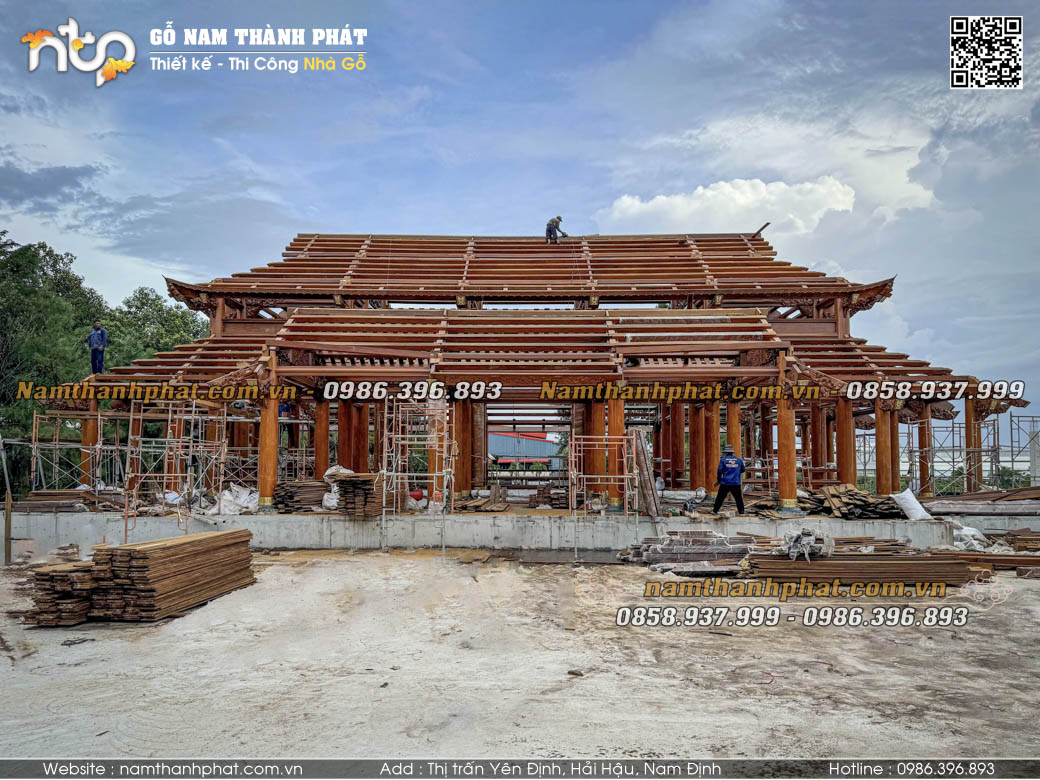 ntp
GỖ NAM THÀNH PHÁT
Thiết kế - Thi Công Nhà Gỗ
Namthanhphat.com.vn 0986.396.893 Namthanhphat.com.vn 0858.937.999
namthanhphat.com.vn
0858.937.999 - 0986.396.893
Website : namthanhphat.com.vn Add : Thị trấn Yên Định, Hải Hậu, Nam Định Hotline : 0986.396.893